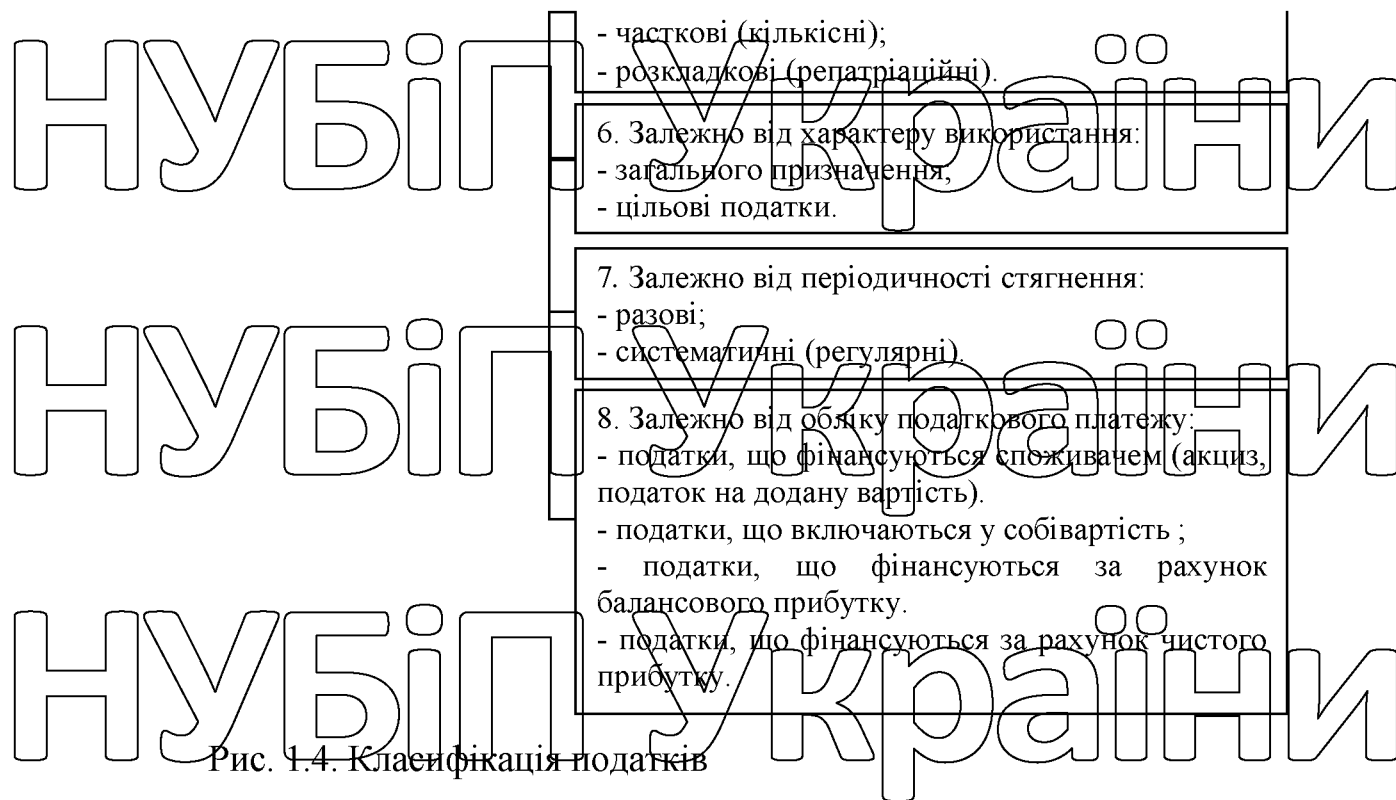 - часткові (кількісні);
- розкладкові (репатріаційні).
6. Залежно від характеру використання:
- загального призначення;
- цільові податки.
7. Залежно від періодичності стягнення:
- разові;
- систематичні (регулярні).
8. Залежно від обліку податкового платежу:
- податки, що фінансуються споживачем (акциз,
податок на додану вартість).
- податки, що включаються у собівартість ;
- податки, що фінансуються за рахунок
балансового прибутку.
- податки, що фінансуються за рахунок чистого
прибутку.
Рис. 1.4. Класифікація податків
НУБіП України
НУБіП України
НУБіП України